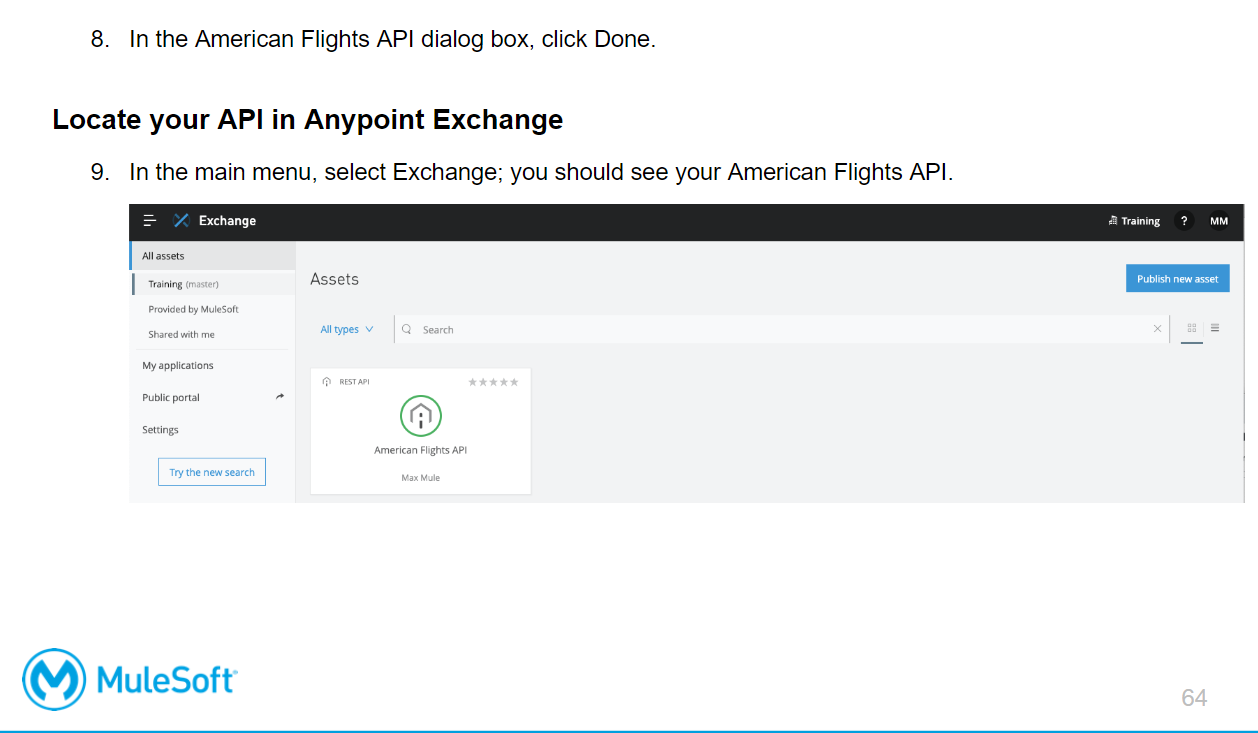 8. In the American Flights API dialog box, click Done.
Locate your API in Anypoint Exchange
9. In the main menu, select Exchange; you should see your American Flights API.
Exchange
Training ? MM
All assets
Training (master)
Provided by MuleSoft
Shared with me
My applications
Public portal
Settings
Try the new search
Assets
Publish new asset
All types
Search
REST API
American Flights API
Max Mule
MuleSoft
64